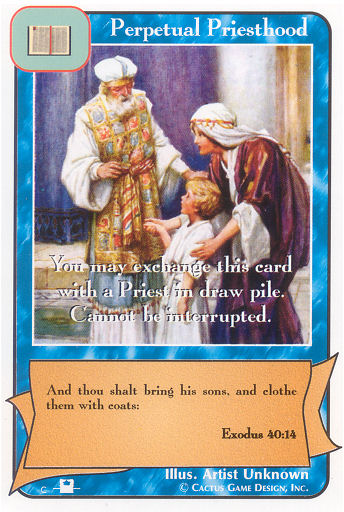 Perpetual Priesthood
You may exchange this card
with a Priest in draw pile.
Cannot be interrupted.
And thou shalt bring his sons, and clothe
them with coats:
Exodus 40:14
Illus. Artist Unknown
C
© Cactus Game Design, Inc.